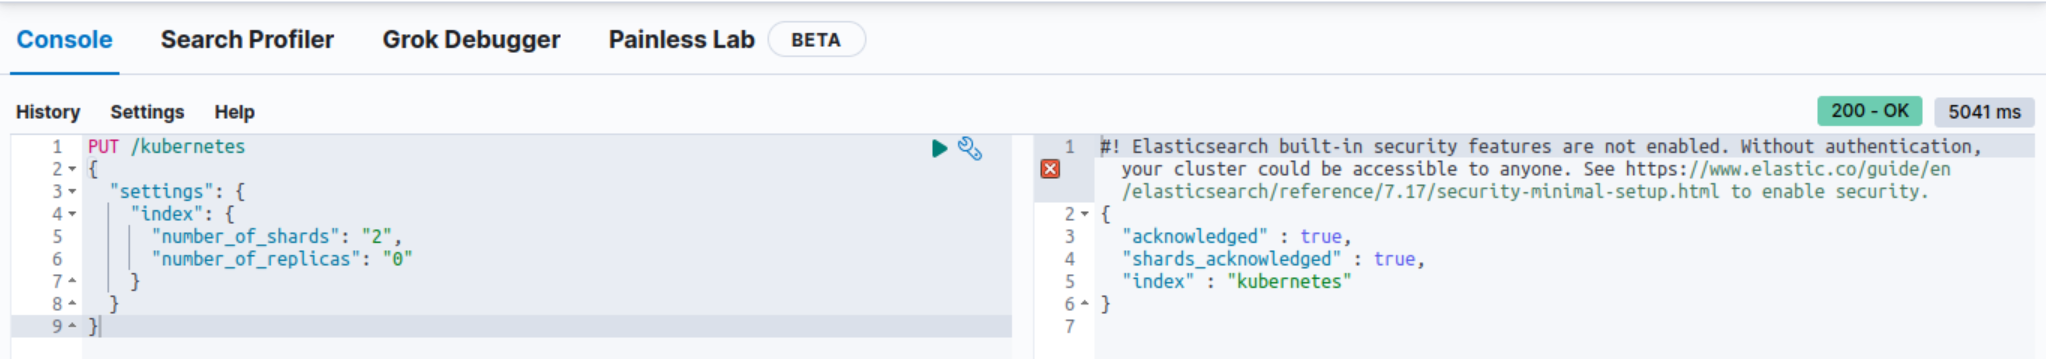 Console Search Profiler Grok Debugger Painless Lab BETA
History Settings Help 200 - OK 5041 ms
1 PUT /kubernetes
2 {
3 "settings": {
4 "index": {
5 "number_of_shards": "2",
6 "number_of_replicas": "0"
7 }
8 }
9 }
1 #! Elasticsearch built-in security features are not enabled. Without authentication,
your cluster could be accessible to anyone. See https://www.elastic.co/guide/en
/elasticsearch/reference/7.17/security-minimal-setup.html to enable security.
2 {
3 "acknowledged" : true,
4 "shards_acknowledged" : true,
5 "index" : "kubernetes"
6 }
7